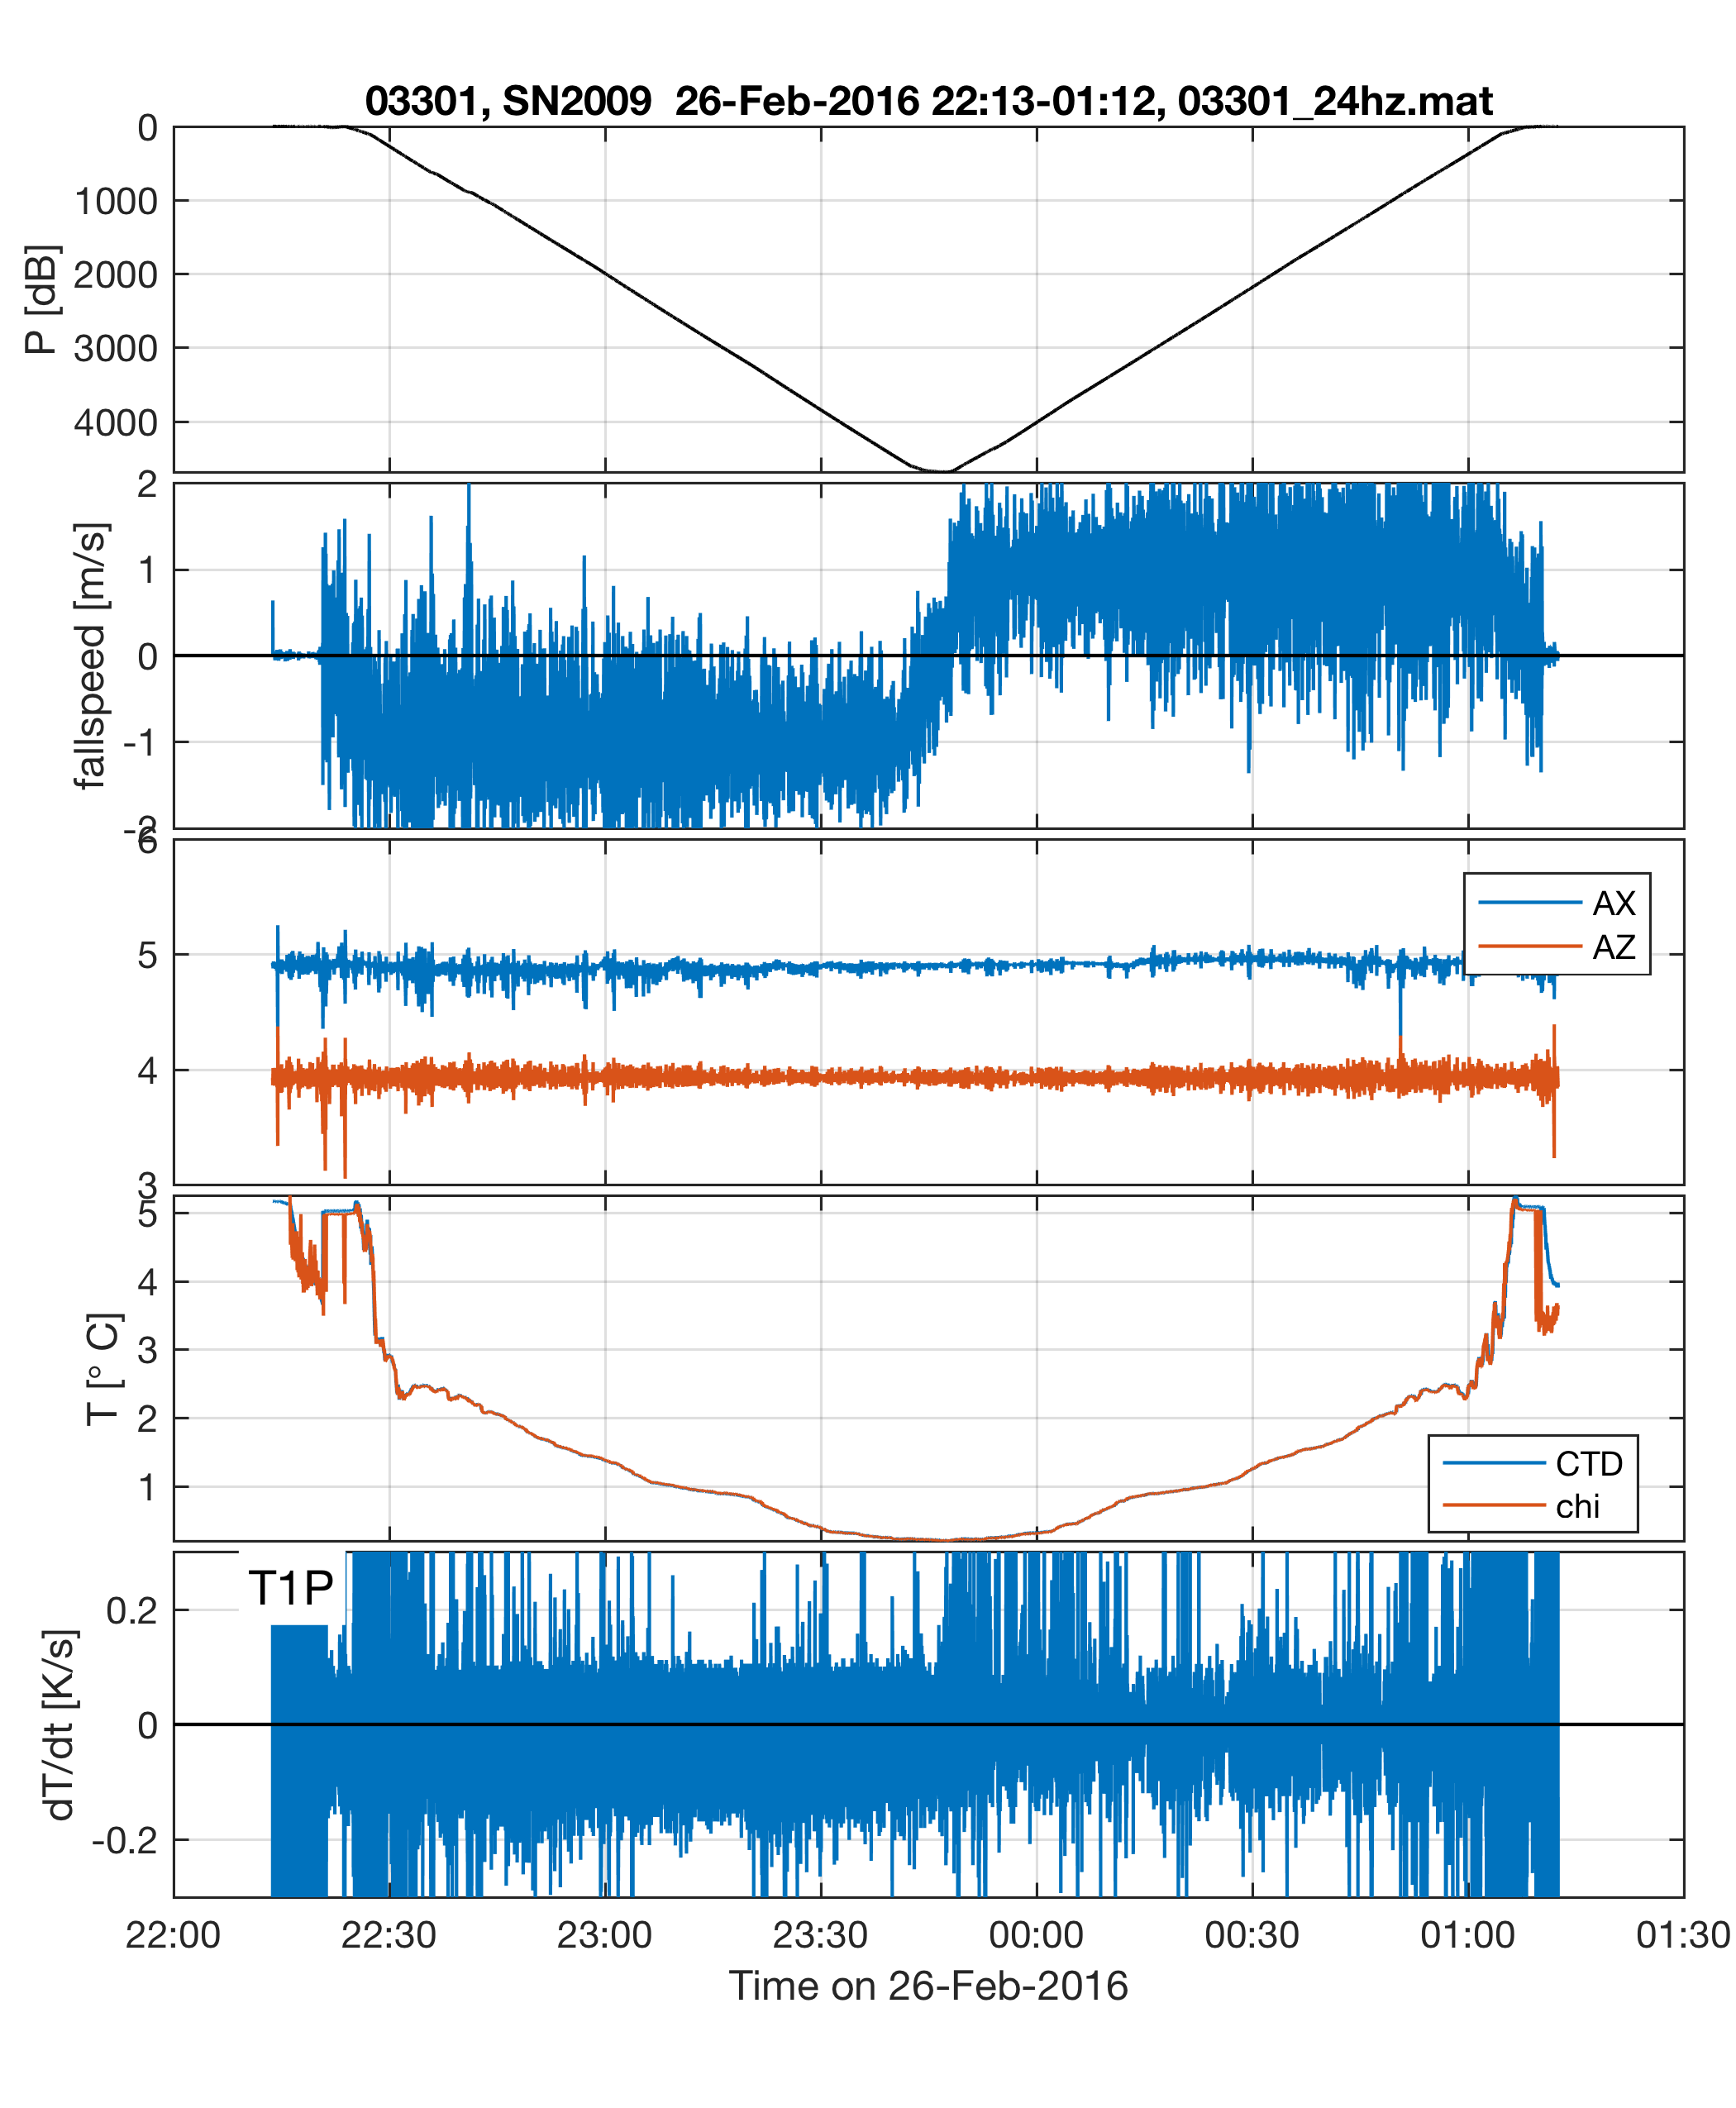 03301, SN2009  26-Feb-2016 22:13-01:12, 03301_24hz.mat
0
1000
2000
3000
4000
P [dB]
2
1
0
-1
-2
fallspeed [m/s]
6
5
4
3
AX
AZ
5
4
3
2
1
T [° C]
CTD
chi
T1P
0.2
0
-0.2
dT/dt [K/s]
22:00 22:30 23:00 23:30 00:00 00:30 01:00 01:30
Time on 26-Feb-2016